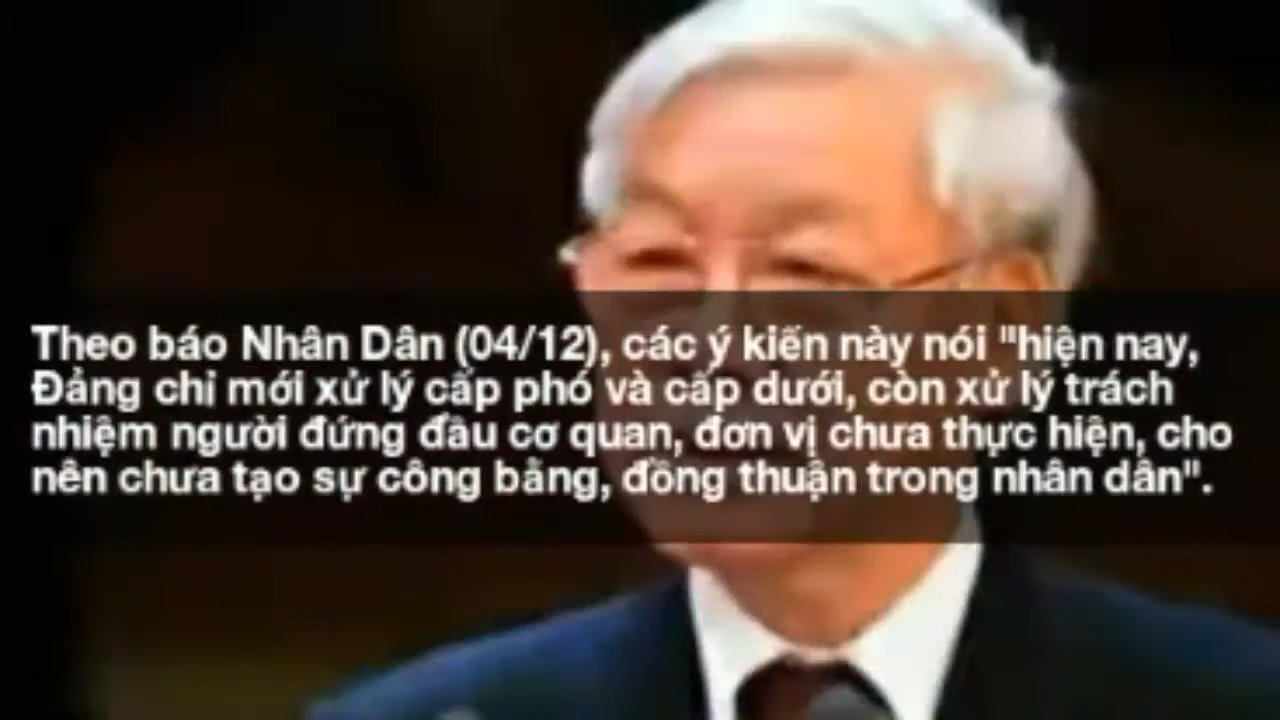 Theo báo Nhân Dân (04/12), các ý kiến này nói "hiện nay,
Đảng chỉ mới xử lý cấp phó và cấp dưới, còn xử lý trách
nhiệm người đứng đầu cơ quan, đơn vị chưa thực hiện, cho
nên chưa tạo sự công bằng, đồng thuận trong nhân dân".